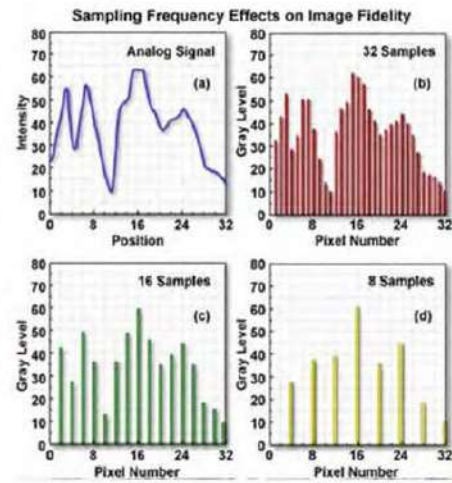 Sampling Frequency Effects on Image Fidelity
Analog Signal
(a)
Intensity
80
70
60
50
40
30
20
10
0
0 8 16 24 32
Position
32 Samples
(b)
Gray Level
80
70
60
50
40
30
20
10
0
0 8 16 24 32
Pixel Number
16 Samples
(c)
Gray Level
80
70
60
50
40
30
20
10
0
0 8 16 24 32
Pixel Number
8 Samples
(d)
Gray Level
80
70
60
50
40
30
20
10
0
0 8 16 24 32
Pixel Number